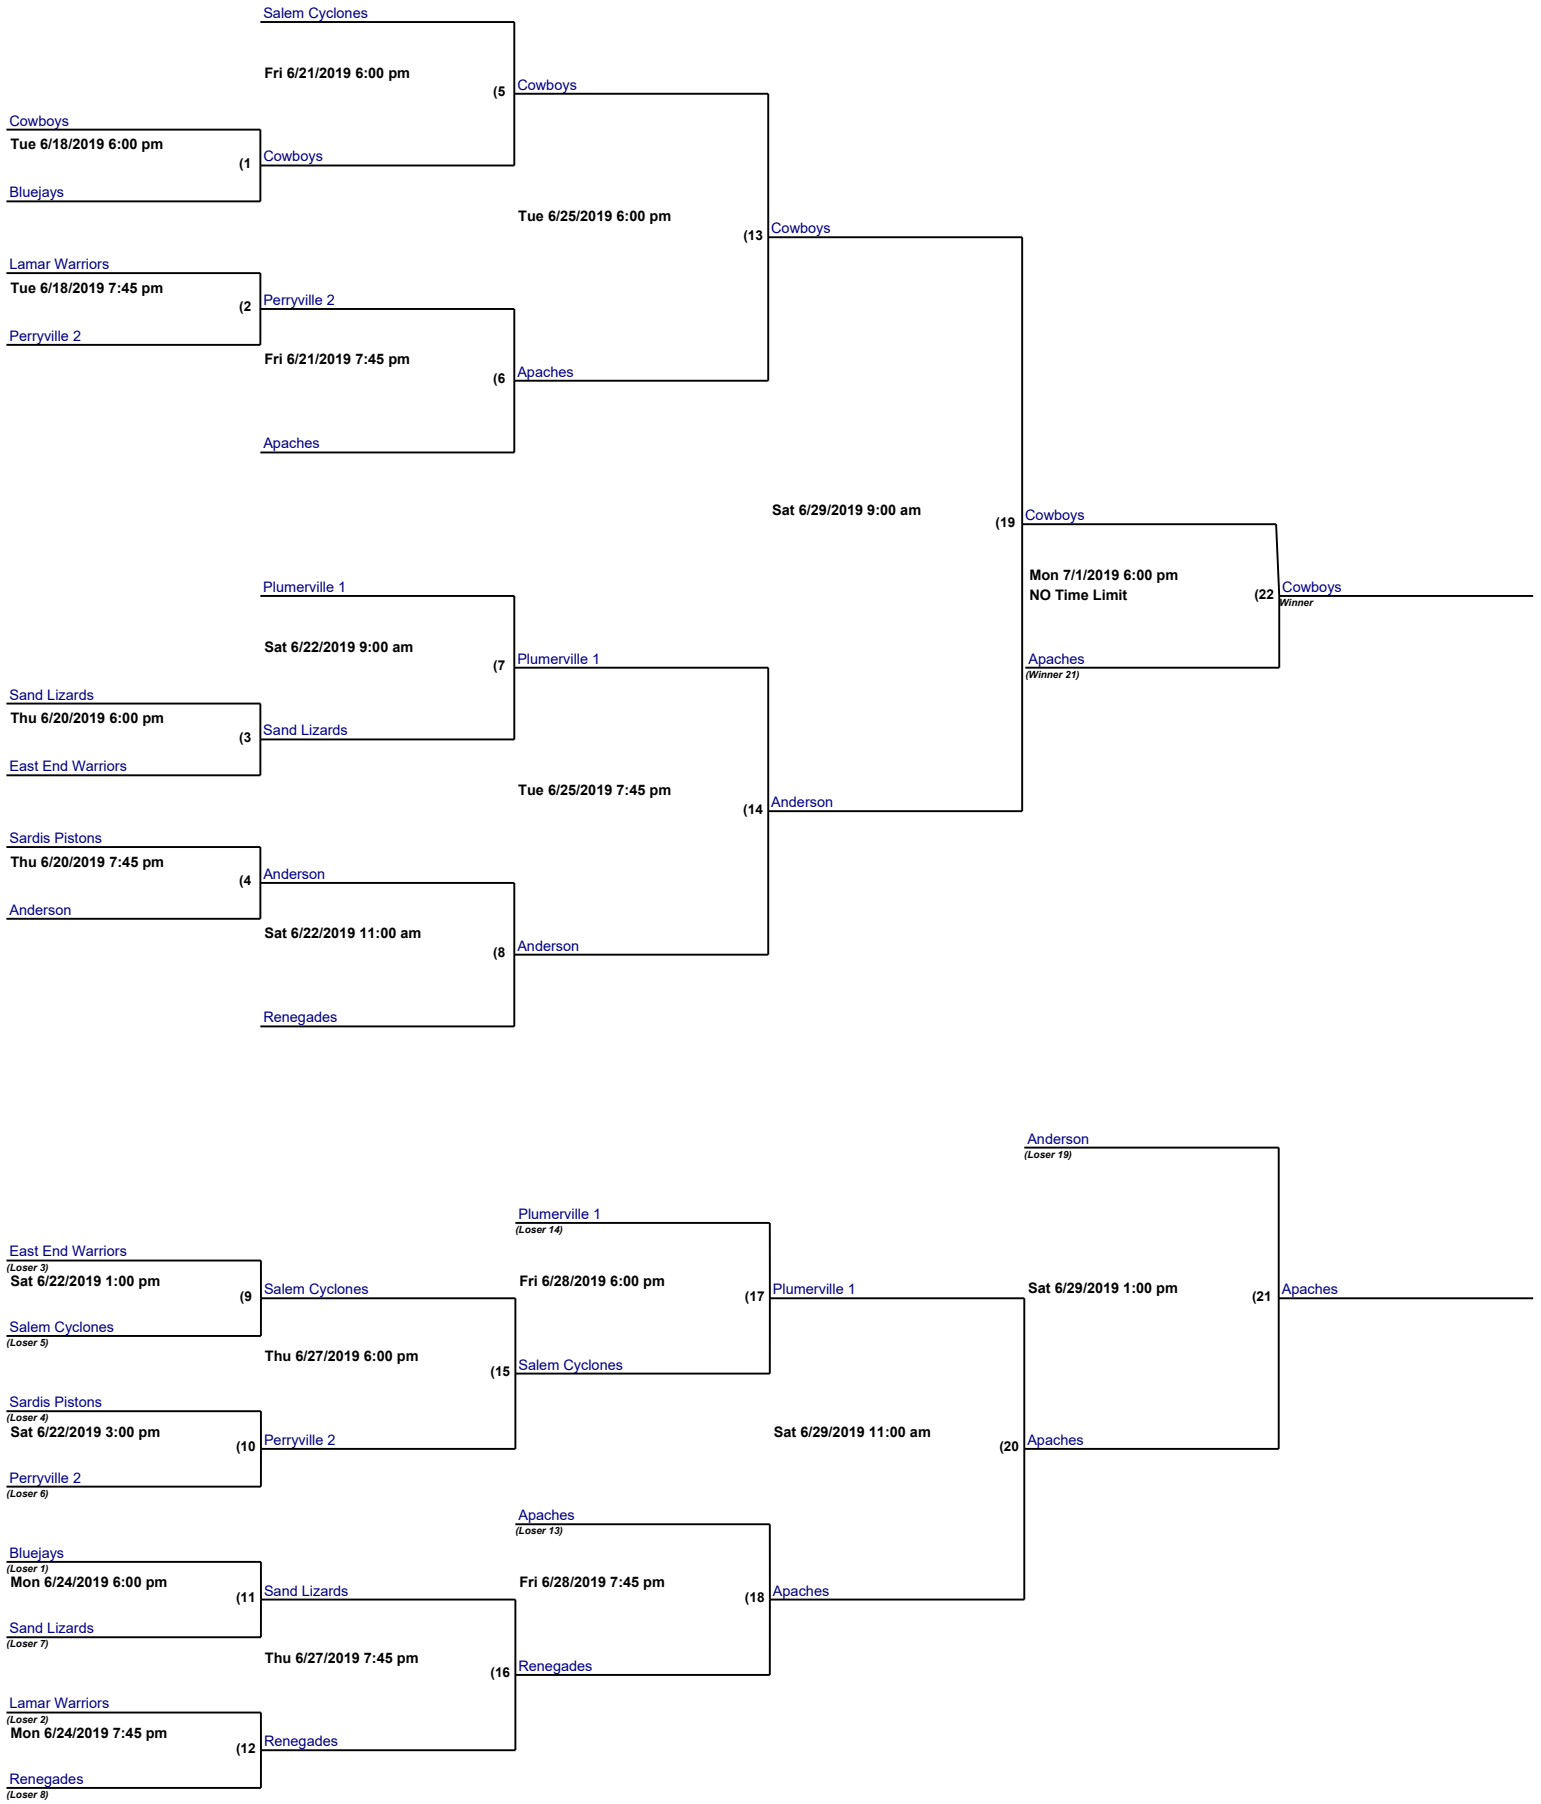 Salem Cyclones
Fri 6/21/2019 6:00 pm
(5
Cowboys
Cowboys
Tue 6/18/2019 6:00 pm
(1
Cowboys
Bluejays
Tue 6/25/2019 6:00 pm
(13
Cowboys
Lamar Warriors
Tue 6/18/2019 7:45 pm
(2
Perryville 2
Perryville 2
Fri 6/21/2019 7:45 pm
(6
Apaches
Apaches
Sat 6/29/2019 9:00 am
(19
Cowboys
Mon 7/1/2019 6:00 pm
NO Time Limit
(22
Cowboys
Winner
Plumerville 1
Sat 6/22/2019 9:00 am
(7
Plumerville 1
Apaches
(Winner 21)
Sand Lizards
Thu 6/20/2019 6:00 pm
(3
Sand Lizards
East End Warriors
Tue 6/25/2019 7:45 pm
(14
Anderson
Sardis Pistons
Thu 6/20/2019 7:45 pm
(4
Anderson
Anderson
Sat 6/22/2019 11:00 am
(8
Anderson
Renegades
Anderson
(Loser 19)
Plumerville 1
(Loser 14)
East End Warriors
(Loser 3)
Sat 6/22/2019 1:00 pm
(9
Salem Cyclones
Fri 6/28/2019 6:00 pm
(17
Plumerville 1
Sat 6/29/2019 1:00 pm
(21
Apaches
Salem Cyclones
(Loser 5)
Thu 6/27/2019 6:00 pm
(15
Salem Cyclones
Sardis Pistons
(Loser 4)
Sat 6/22/2019 3:00 pm
(10
Perryville 2
Sat 6/29/2019 11:00 am
(20
Apaches
Perryville 2
(Loser 6)
Apaches
(Loser 13)
Bluejays
(Loser 1)
Mon 6/24/2019 6:00 pm
(11
Sand Lizards
Fri 6/28/2019 7:45 pm
(18
Apaches
Sand Lizards
(Loser 7)
Thu 6/27/2019 7:45 pm
(16
Renegades
Lamar Warriors
(Loser 2)
Mon 6/24/2019 7:45 pm
(12
Renegades
Renegades
(Loser 8)